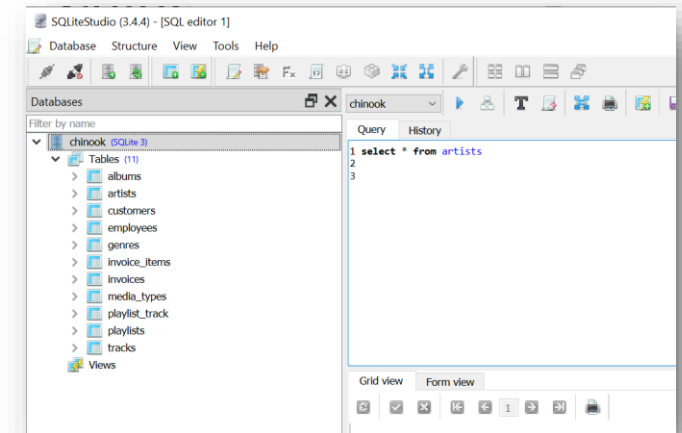 SQLiteStudio (3.4.4) - [SQL editor 1]
Database Structure View Tools Help
Databases
Filter by name
chinook (SQLite 3)
Tables (11)
albums
artists
customers
employees
genres
invoice_items
invoices
media_types
playlist_track
playlists
tracks
Views
chinook
Query History
1 select * from artists
2
3
Grid view Form view
1